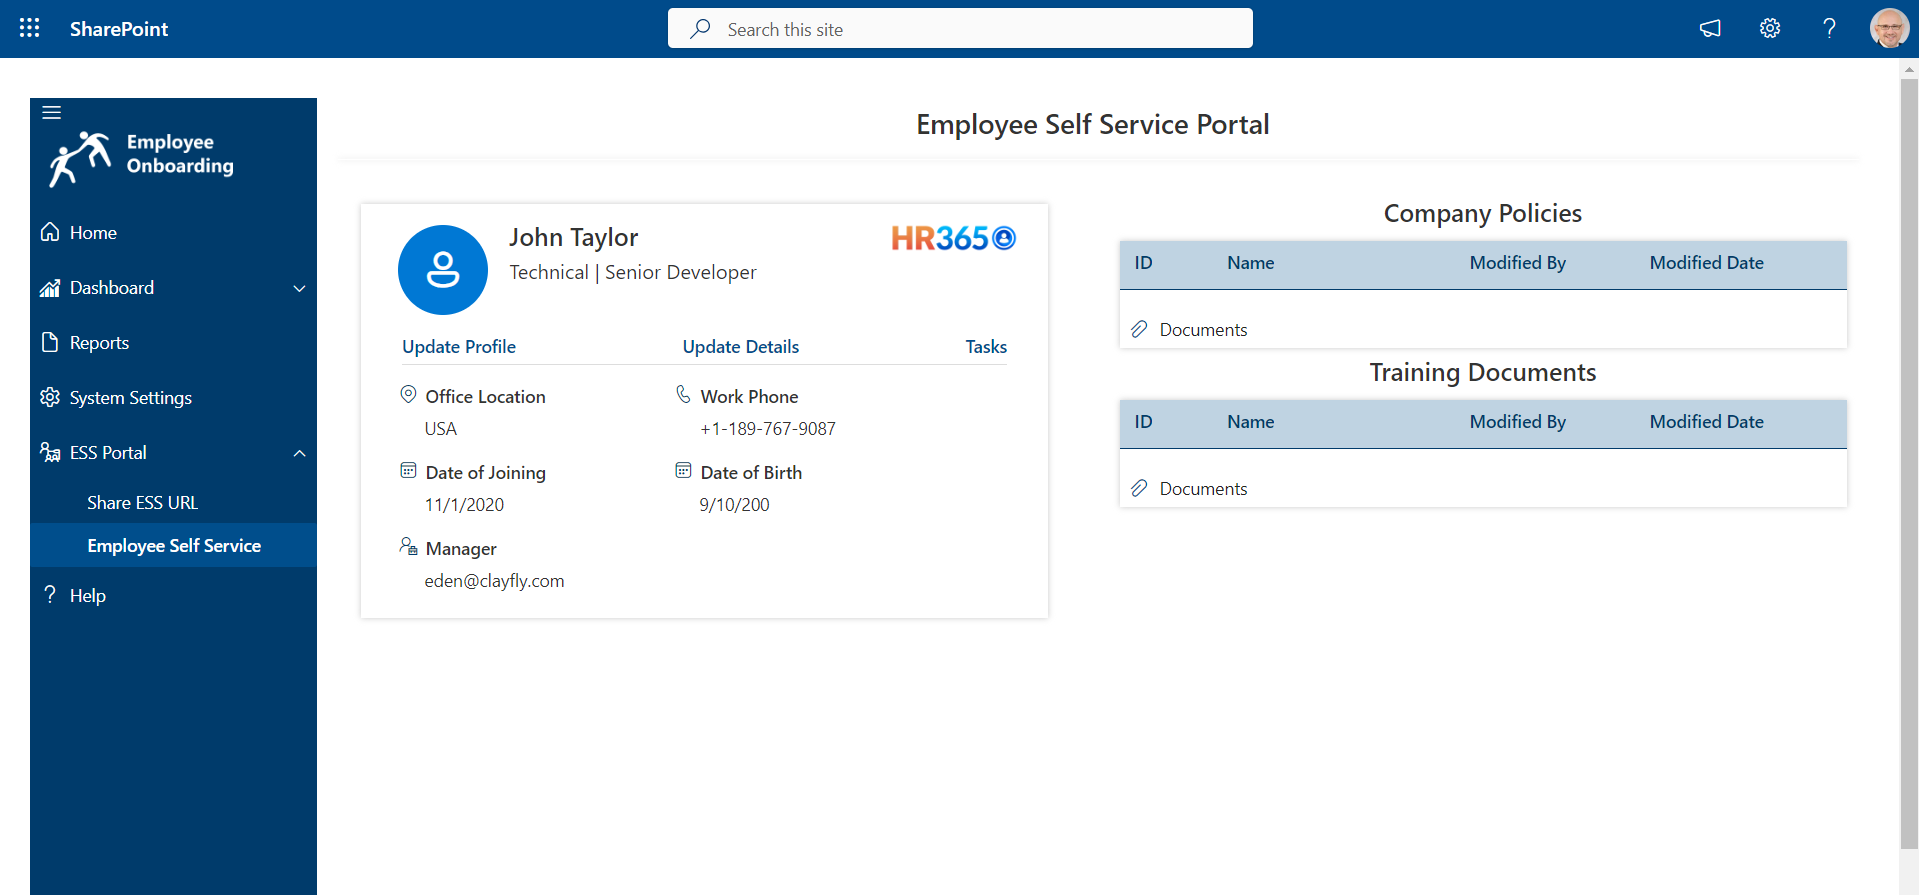 SharePoint
Search this site
?
Employee
Onboarding
Home
Dashboard
Reports
System Settings
ESS Portal
Share ESS URL
Employee Self Service
? Help
Employee Self Service Portal
John Taylor
Technical | Senior Developer
HR365
Update Profile Update Details Tasks
Office Location Work Phone
USA +1-189-767-9087
Date of Joining Date of Birth
11/1/2020 9/10/200
Manager
eden@clayfly.com
Company Policies
ID Name Modified By Modified Date
Documents
Training Documents
ID Name Modified By Modified Date
Documents